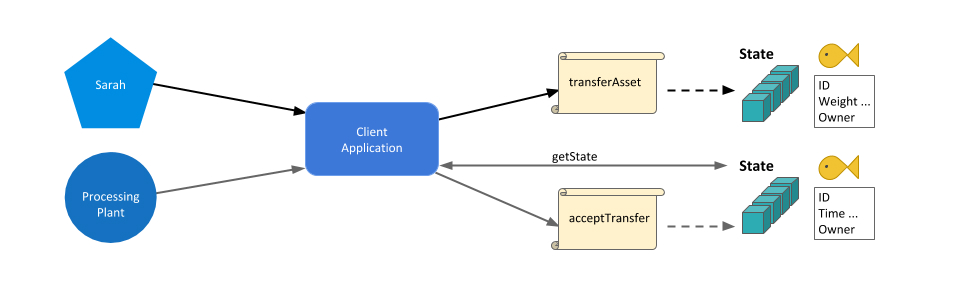 Sarah
Processing
Plant
Client
Application
transferAsset
State
ID
Weight ...
Owner
getState
acceptTransfer
State
ID
Time ...
Owner